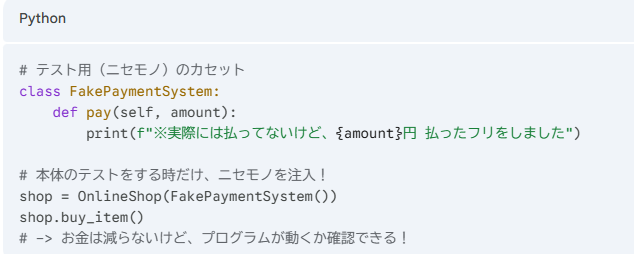 Python
# テスト用（ニセモノ）のカセット
class FakePaymentSystem:
    def pay(self, amount):
        print(f"※実際には払ってないけど、{amount}円 払ったフリをしました")
# 本体のテストをする時だけ、ニセモノを注入！
shop = OnlineShop(FakePaymentSystem())
shop.buy_item()
# -> お金は減らないけど、プログラムが動くか確認できる！